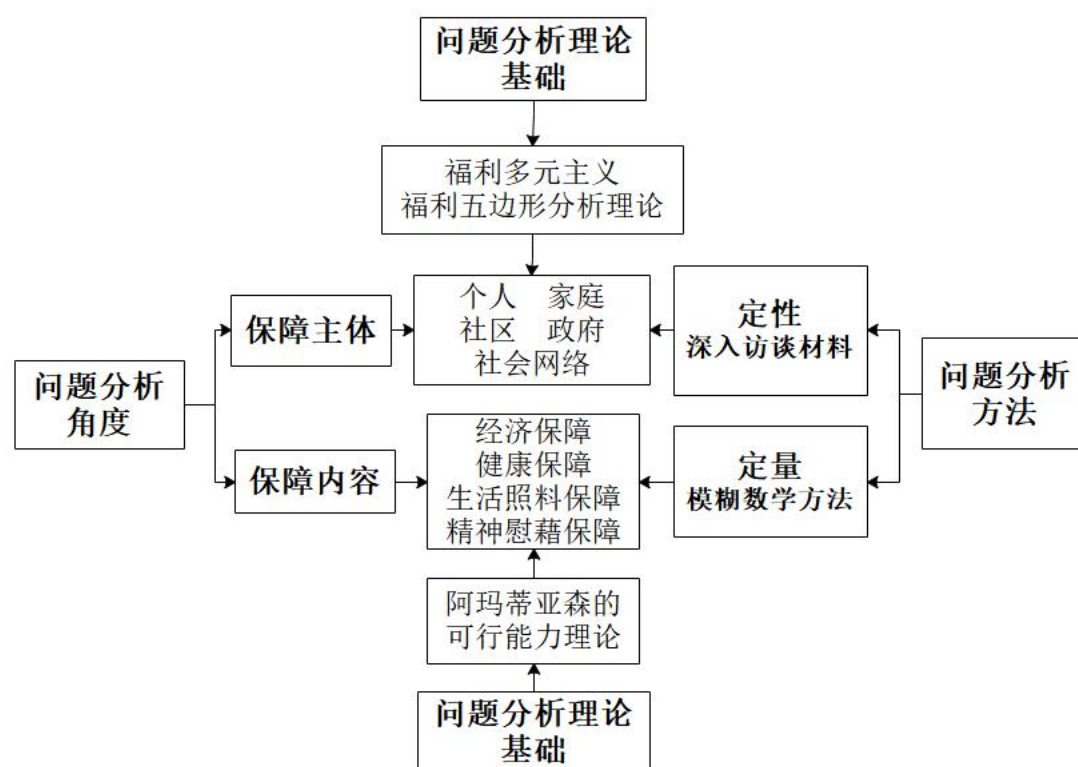 问题分析理论
基础
福利多元主义
福利五边形分析理论
个人 家庭
社区 政府
社会网络
保障主体
定性
深入访谈材料
问题分析
角度
问题分析
方法
经济保障
健康保障
生活照料保障
精神慰藉保障
保障内容
定量
模糊数学方法
阿玛蒂亚森的
可行能力理论
问题分析理论
基础